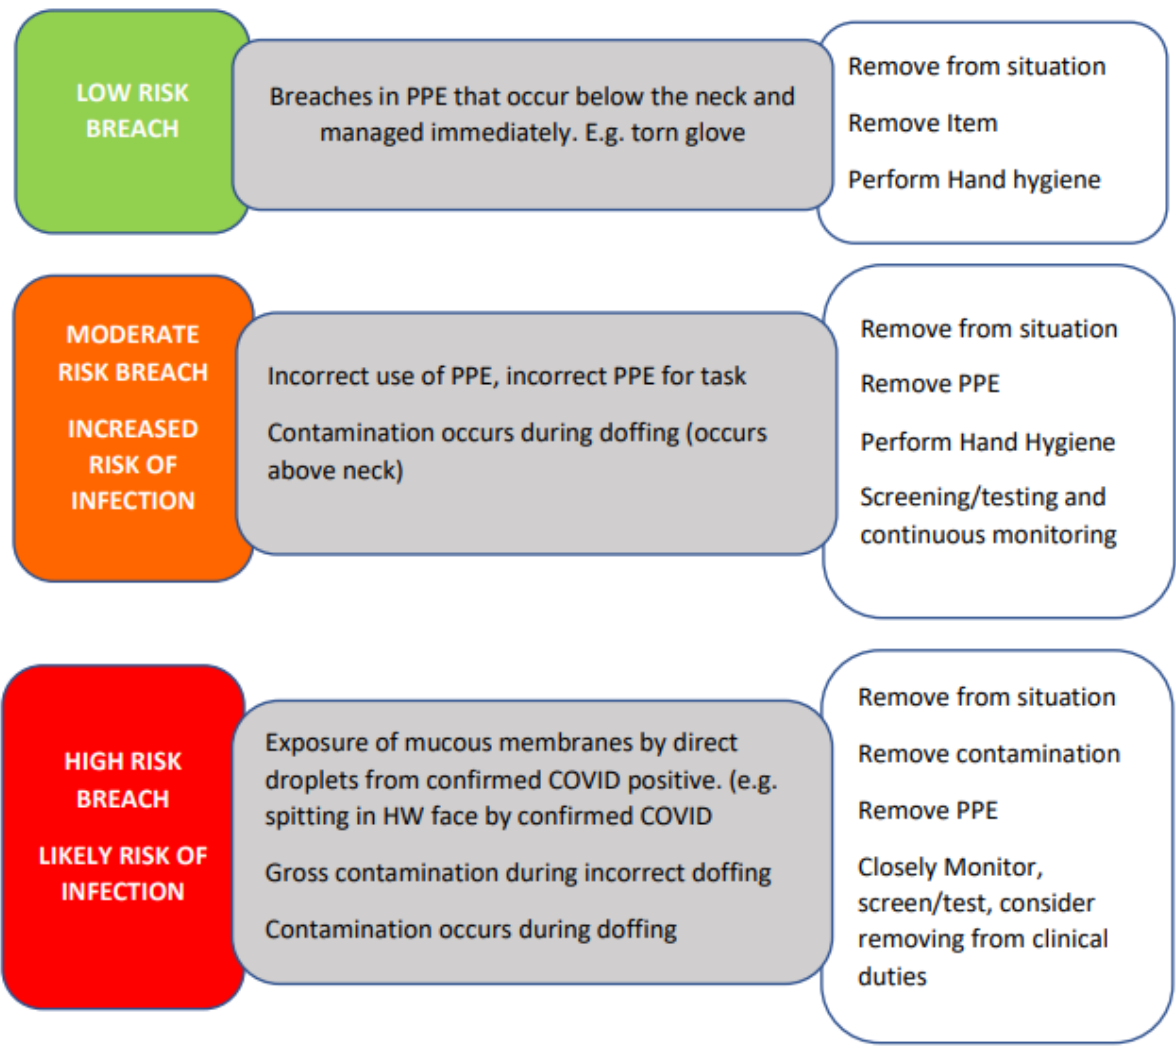 LOW RISK
BREACH
Breaches in PPE that occur below the neck and
managed immediately. E.g. torn glove
Remove from situation
Remove Item
Perform Hand hygiene
MODERATE
RISK BREACH
INCREASED
RISK OF
INFECTION
Incorrect use of PPE, incorrect PPE for task
Contamination occurs during doffing (occurs
above neck)
Remove from situation
Remove PPE
Perform Hand Hygiene
Screening/testing and
continuous monitoring
HIGH RISK
BREACH
LIKELY RISK OF
INFECTION
Exposure of mucous membranes by direct
droplets from confirmed COVID positive. (e.g.
spitting in HW face by confirmed COVID
Gross contamination during incorrect doffing
Contamination occurs during doffing
Remove from situation
Remove contamination
Remove PPE
Closely Monitor,
screen/test, consider
removing from clinical
duties